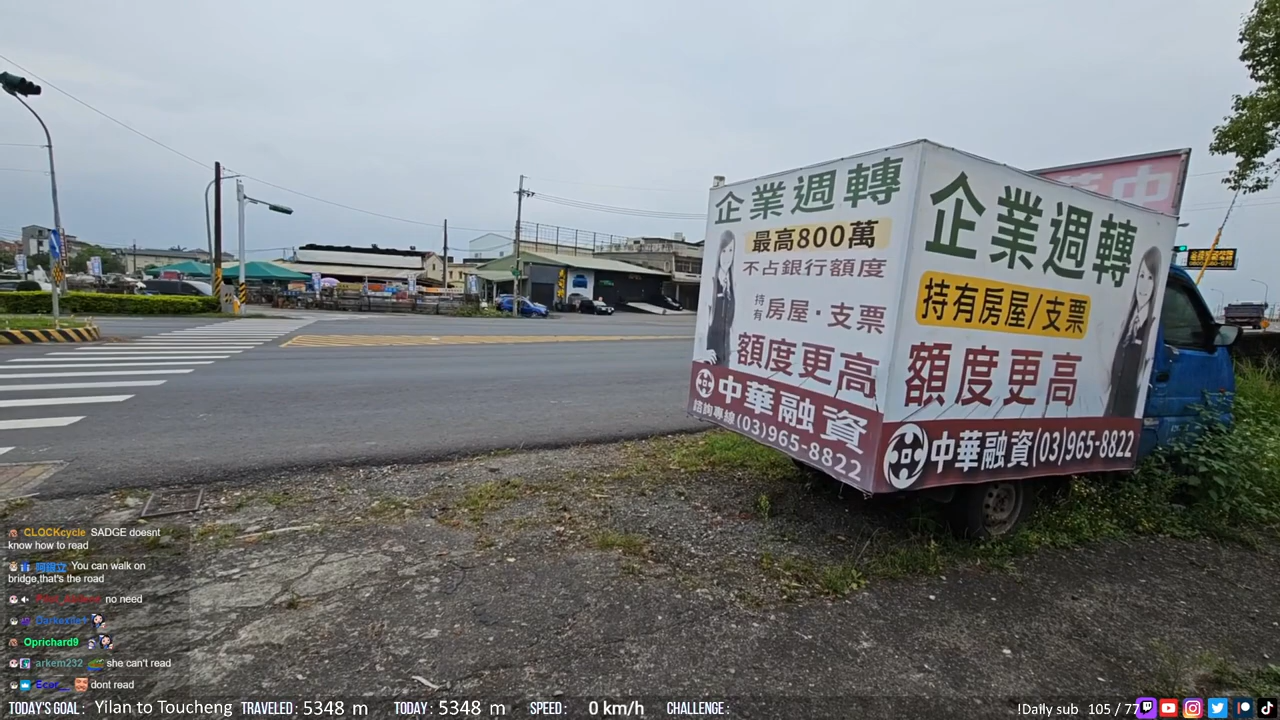 企業週轉
最高800萬
不占銀行額度
持有房屋·支票
額度更高
中華融資
諮詢專線(03)965-8822
企業週轉
持有房屋/支票
額度更高
中華融資(03)965-8822
CLOCKcycle SADGE doesnt
know how to read
You can walk on
bridge,that's the road
no need
Oprichard9
arkem232 she can't read
dont read
TODAY'S GOAL: Yilan to Toucheng TRAVELED: 5348 m TODAY: 5348 m SPEED: 0 km/h CHALLENGE: !Daily sub 105 / 77